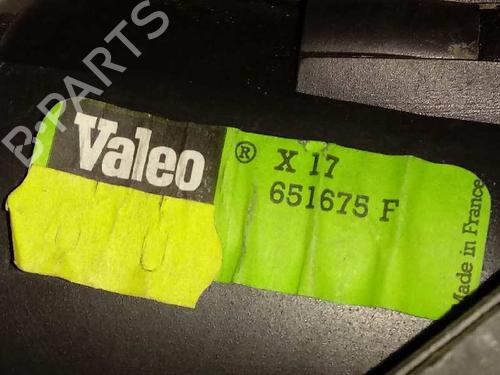 B-PARTS
Valeo ®
X 17
651675 F
Made in France